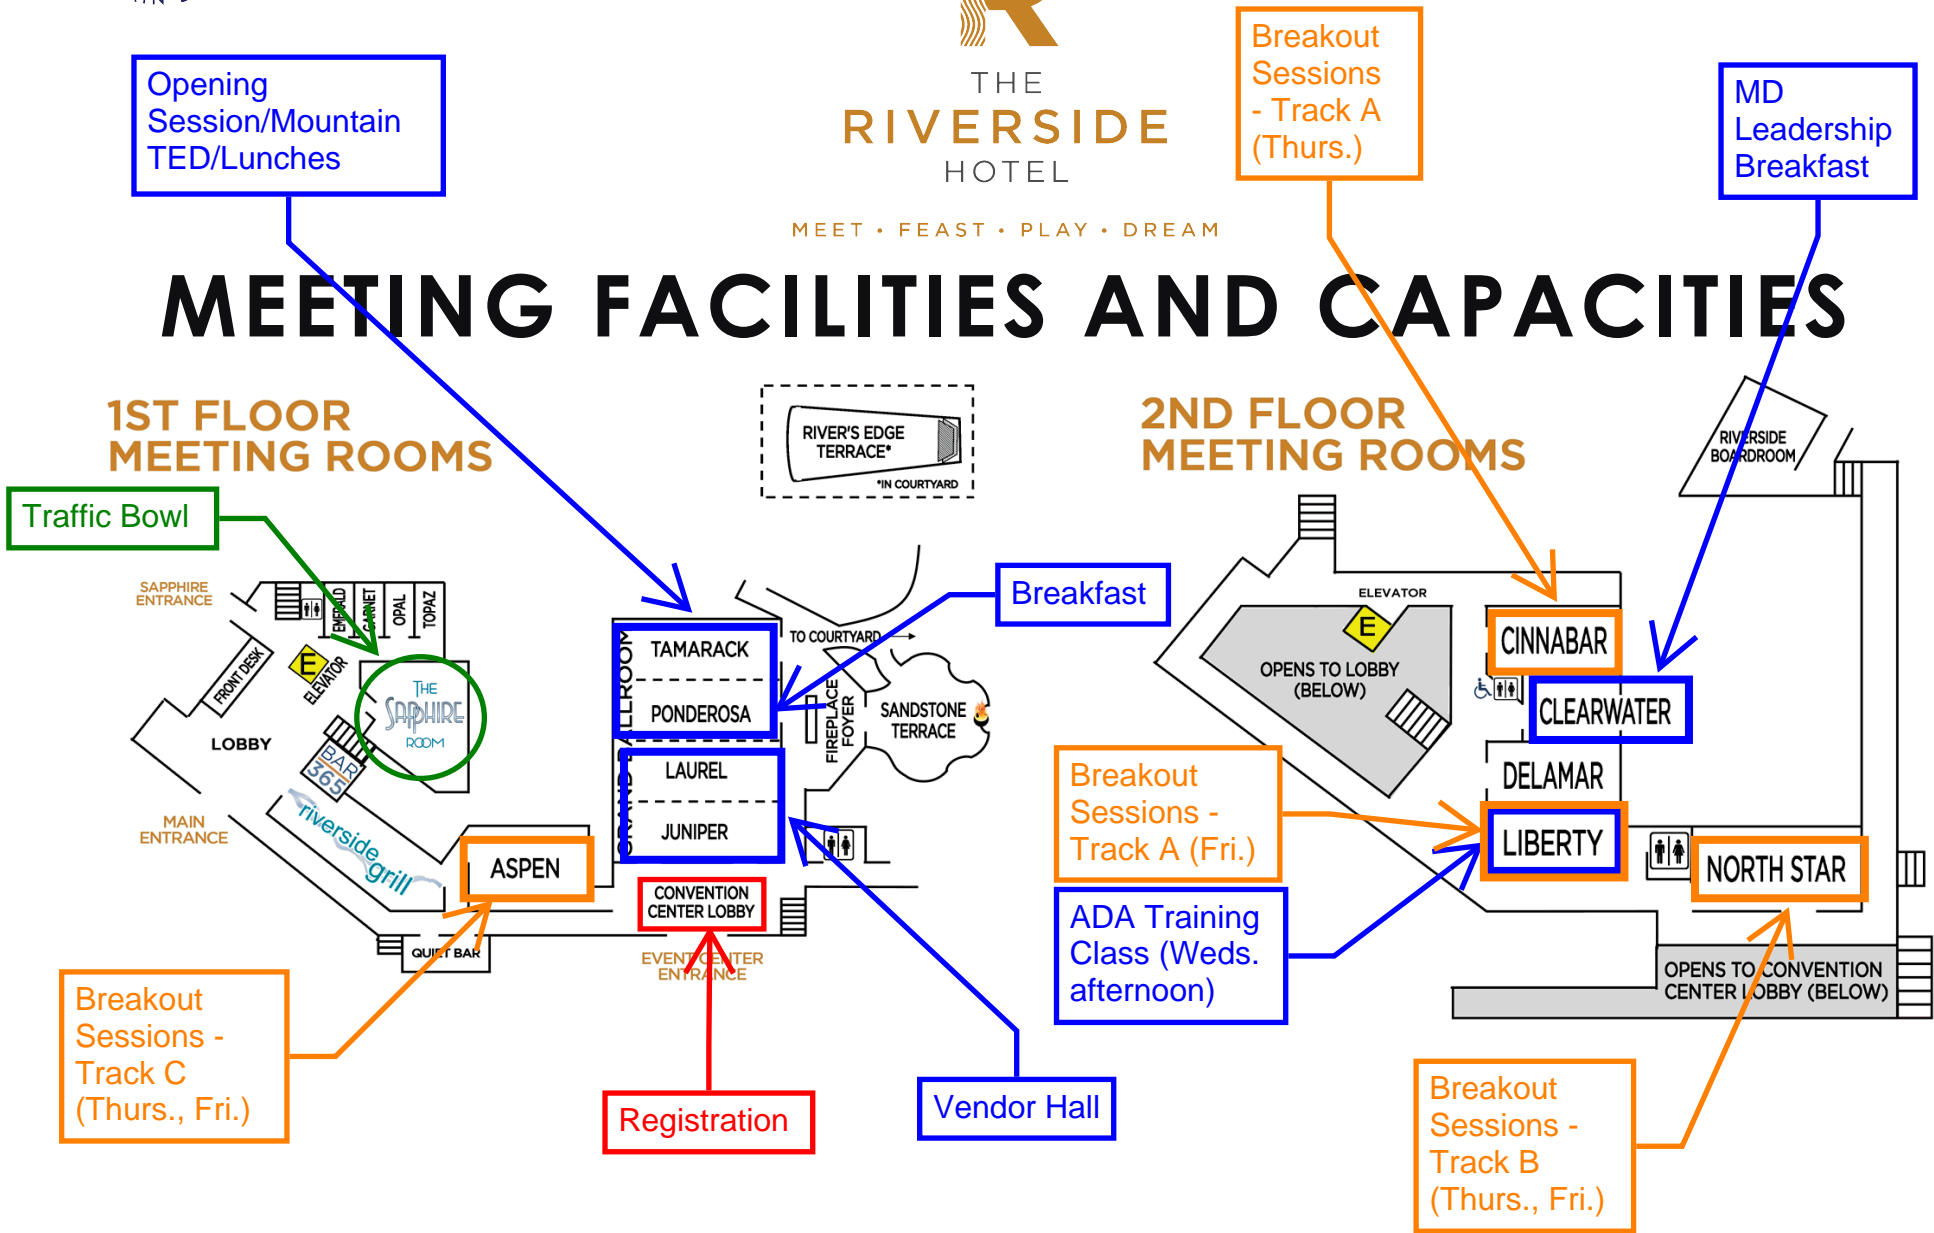 THE
RIVERSIDE
HOTEL
MEET • FEAST • PLAY • DREAM
Opening
Session/Mountain
TED/Lunches
Breakout
Sessions
- Track A
(Thurs.)
MD
Leadership
Breakfast
MEETING FACILITIES AND CAPACITIES
1ST FLOOR
MEETING ROOMS
RIVER'S EDGE
TERRACE*
*IN COURTYARD
Traffic Bowl
SAPPHIRE
ENTRANCE
EMERALD
GARNET
OPAL
TOPAZ
FRONT DESK
E
ELEVATOR
THE
SAPPHIRE
ROOM
LOBBY
BAR
365
MAIN
ENTRANCE
riverside
grill
ASPEN
QUIET BAR
GRAND BALLROOM
TAMARACK
PONDEROSA
LAUREL
JUNIPER
CONVENTION
CENTER LOBBY
EVENT CENTER
ENTRANCE
TO COURTYARD
FIREPLACE
FOYER
SANDSTONE
TERRACE
Breakfast
Breakout
Sessions -
Track C
(Thurs., Fri.)
Registration
Vendor Hall
2ND FLOOR
MEETING ROOMS
RIVERSIDE
BOARDROOM
ELEVATOR
E
OPENS TO LOBBY
(BELOW)
CINNABAR
CLEARWATER
DELAMAR
LIBERTY
NORTH STAR
OPENS TO CONVENTION
CENTER LOBBY (BELOW)
Breakout
Sessions -
Track A (Fri.)
ADA Training
Class (Weds.
afternoon)
Breakout
Sessions -
Track B
(Thurs., Fri.)